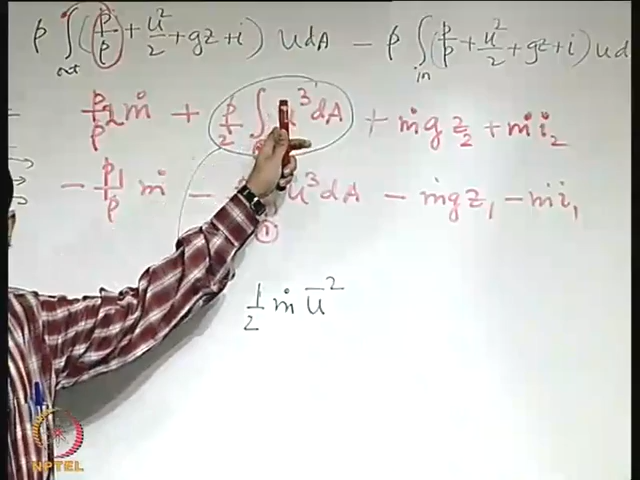 ρ ∫out (p/ρ + u²/2 + gz + i) u dA − ρ ∫in (p/ρ + u²/2 + gz + i) u d
p₂/ρ ṁ + ρ/2 ∫ u³ dA + ṁ g z₂ + ṁ i₂
− p₁/ρ ṁ − u³ dA − ṁ g z₁ − ṁ i₁
①
1/2 ṁ ū²
NPTEL